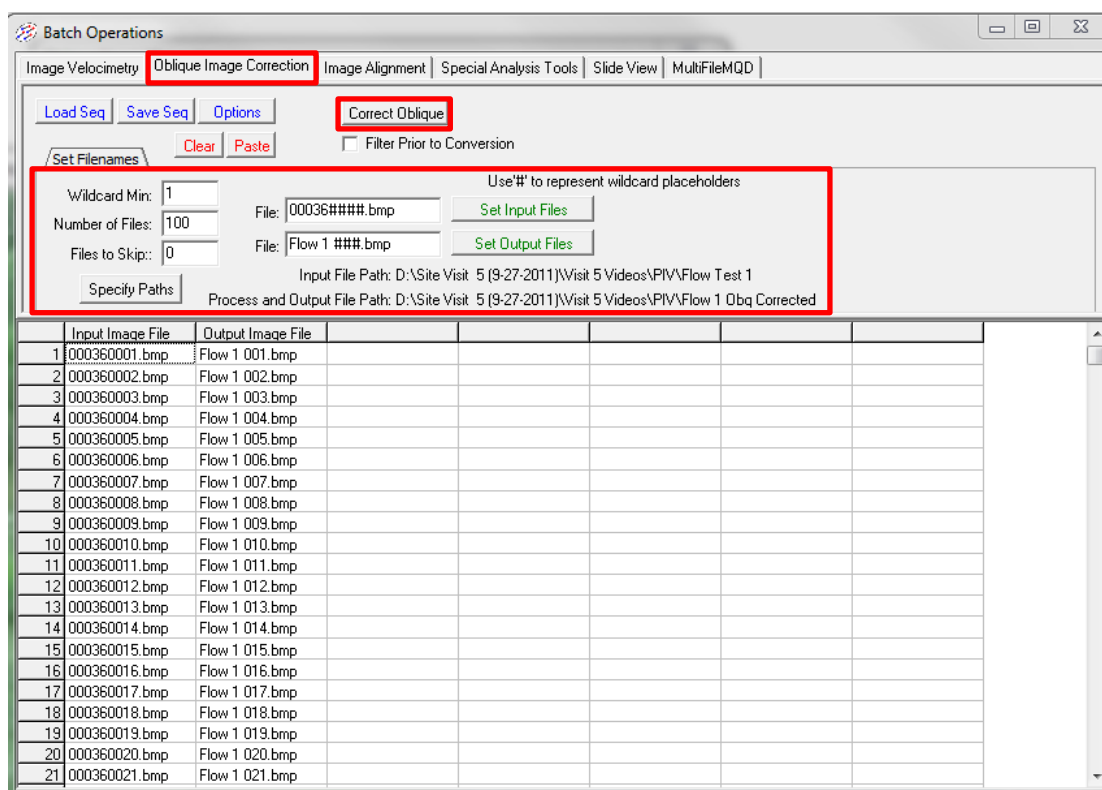 Batch Operations
Image Velocimetry Oblique Image Correction Image Alignment Special Analysis Tools Slide View MultiFileMQD
Load Seq Save Seq Options Correct Oblique
Clear Paste Filter Prior to Conversion
Set Filenames
Use'#' to represent wildcard placeholders
Wildcard Min: 1
File: 00036####.bmp Set Input Files
Number of Files: 100
File: Flow 1 ###.bmp Set Output Files
Files to Skip:: 0
Input File Path: D:\Site Visit 5 (9-27-2011)\Visit 5 Videos\PIV\Flow Test 1
Specify Paths
Process and Output File Path: D:\Site Visit 5 (9-27-2011)\Visit 5 Videos\PIV\Flow 1 Obq Corrected
Input Image File Output Image File
1 000360001.bmp Flow 1 001.bmp
2 000360002.bmp Flow 1 002.bmp
3 000360003.bmp Flow 1 003.bmp
4 000360004.bmp Flow 1 004.bmp
5 000360005.bmp Flow 1 005.bmp
6 000360006.bmp Flow 1 006.bmp
7 000360007.bmp Flow 1 007.bmp
8 000360008.bmp Flow 1 008.bmp
9 000360009.bmp Flow 1 009.bmp
10 000360010.bmp Flow 1 010.bmp
11 000360011.bmp Flow 1 011.bmp
12 000360012.bmp Flow 1 012.bmp
13 000360013.bmp Flow 1 013.bmp
14 000360014.bmp Flow 1 014.bmp
15 000360015.bmp Flow 1 015.bmp
16 000360016.bmp Flow 1 016.bmp
17 000360017.bmp Flow 1 017.bmp
18 000360018.bmp Flow 1 018.bmp
19 000360019.bmp Flow 1 019.bmp
20 000360020.bmp Flow 1 020.bmp
21 000360021.bmp Flow 1 021.bmp